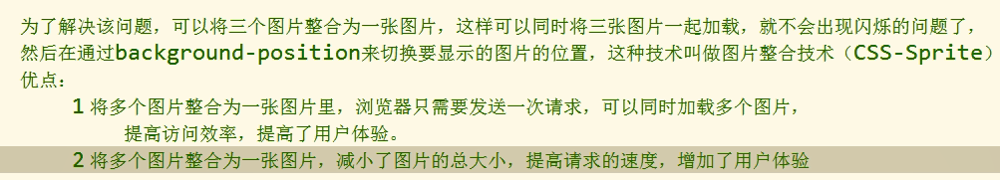 为了解决该问题，可以将三个图片整合为一张图片，这样可以同时将三张图片一起加载，就不会出现闪烁的问题了，
然后在通过background-position来切换要显示的图片的位置，这种技术叫做图片整合技术（CSS-Sprite）
优点：
1 将多个图片整合为一张图片里，浏览器只需要发送一次请求，可以同时加载多个图片，
提高访问效率，提高了用户体验。
2 将多个图片整合为一张图片，减小了图片的总大小，提高请求的速度，增加了用户体验